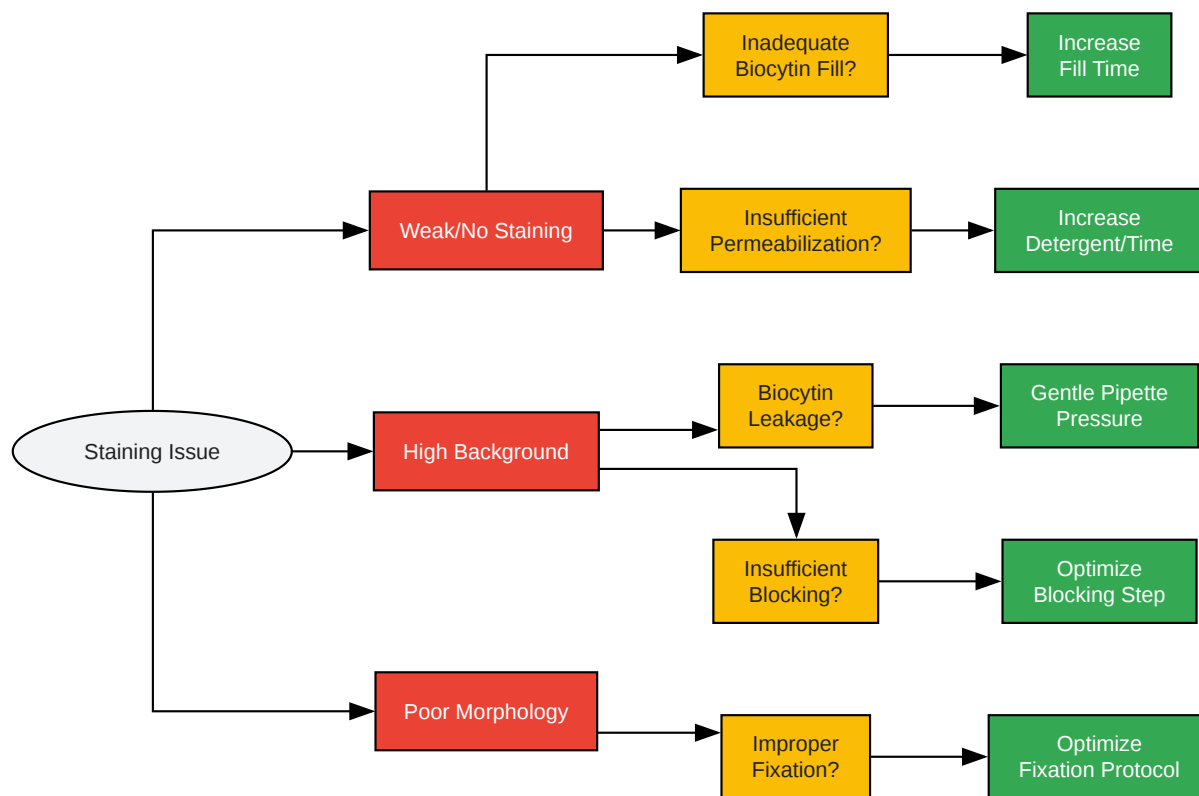 Inadequate
Biocytin Fill?
Increase
Fill Time
Weak/No Staining
Insufficient
Permeabilization?
Increase
Detergent/Time
Staining Issue
High Background
Biocytin
Leakage?
Gentle Pipette
Pressure
Insufficient
Blocking?
Optimize
Blocking Step
Poor Morphology
Improper
Fixation?
Optimize
Fixation Protocol